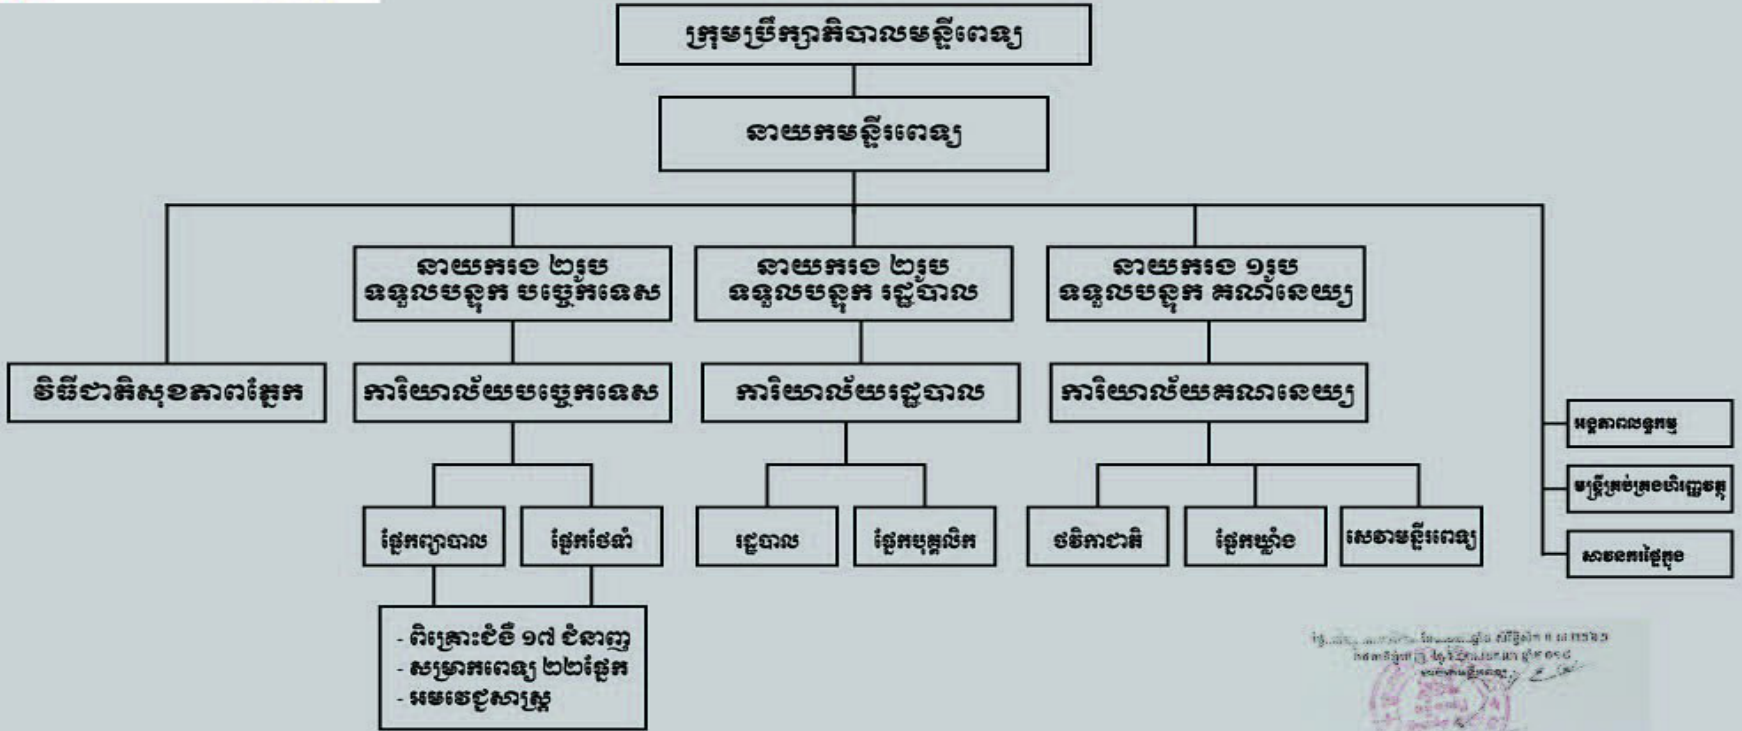 ក្រុមប្រឹក្សាភិបាលមន្ទីពេទ្យ
នាយកមន្ទីរពេទ្យ
នាយករង ២រូប
ទទួលបន្ទុក បច្ចេកទេស
នាយករង ២រូប
ទទួលបន្ទុក រដ្ឋបាល
នាយករង ១រូប
ទទួលបន្ទុក គណនេយ្យ
វិធីជាតិសុខភាពភ្នែក
ការិយាល័យបច្ចេកទេស
ការិយាល័យរដ្ឋបាល
ការិយាល័យគណនេយ្យ
អង្គភាពលទ្ធកម្ម
មន្ត្រីគ្រប់គ្រងហិរញ្ញវត្ថុ
សាវនករផ្ទៃក្នុង
ផ្នែកព្យាបាល
ផ្នែកថែទាំ
រដ្ឋបាល
ផ្នែកបុគ្គលិក
ថវិកាជាតិ
ផ្នែកឃ្លាំង
សេវាមន្ទីរពេទ្យ
- ពិគ្រោះជំងឺ ១៧ ជំនាញ
- សម្រាកពេទ្យ ២២ផ្នែក
- អមវេជ្ជសាស្ត្រ